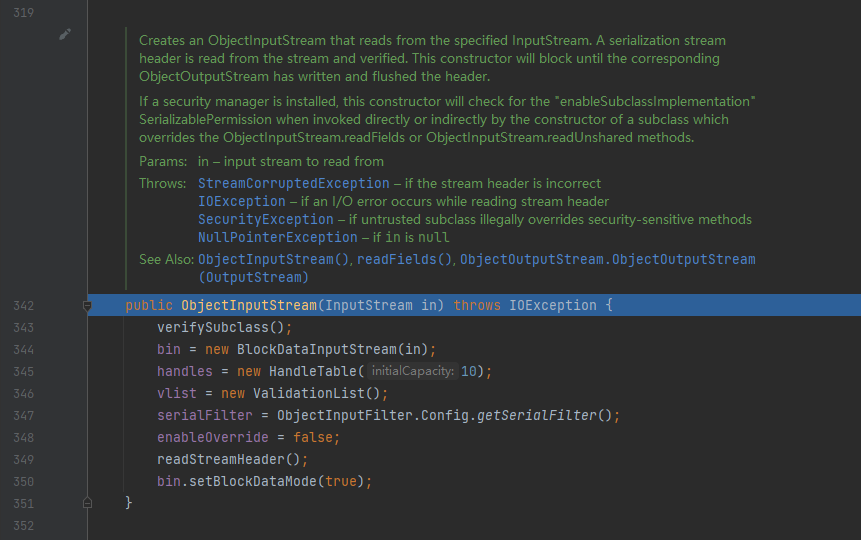 319
Creates an ObjectInputStream that reads from the specified InputStream. A serialization stream
header is read from the stream and verified. This constructor will block until the corresponding
ObjectOutputStream has written and flushed the header.
If a security manager is installed, this constructor will check for the "enableSubclassImplementation"
SerializablePermission when invoked directly or indirectly by the constructor of a subclass which
overrides the ObjectInputStream.readFields or ObjectInputStream.readUnshared methods.
Params: in – input stream to read from
Throws: StreamCorruptedException – if the stream header is incorrect
IOException – if an I/O error occurs while reading stream header
SecurityException – if untrusted subclass illegally overrides security-sensitive methods
NullPointerException – if in is null
See Also: ObjectInputStream(), readFields(), ObjectOutputStream.ObjectOutputStream
(OutputStream)
342 public ObjectInputStream(InputStream in) throws IOException {
343 verifySubclass();
344 bin = new BlockDataInputStream(in);
345 handles = new HandleTable( initialCapacity: 10);
346 vlist = new ValidationList();
347 serialFilter = ObjectInputFilter.Config.getSerialFilter();
348 enableOverride = false;
349 readStreamHeader();
350 bin.setBlockDataMode(true);
351 }
352